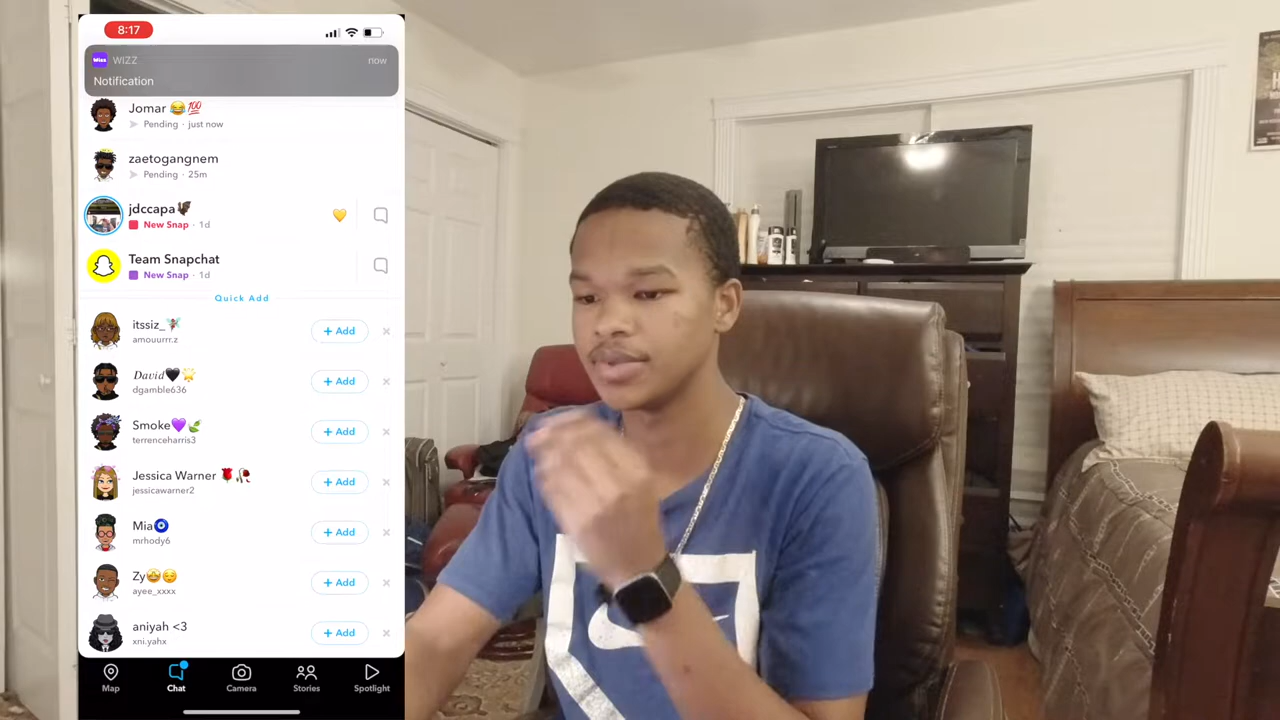 8:17
Wizz WIZZ now
Notification
Jomar 😂💯
Pending · just now
zaetogangnem
Pending · 25m
jdccapa🦇 💛
New Snap · 1d
Team Snapchat
New Snap · 1d
Quick Add
itssiz_🧚🏾 + Add
amouurrr.z
David🖤🌟 + Add
dgamble636
Smoke💜🍃 + Add
terrenceharris3
Jessica Warner 🌹🥀 + Add
jessicawarner2
Mia🧿 + Add
mrhody6
Zy🤩😌 + Add
ayee_xxxx
aniyah <3 + Add
xni.yahx
Map Chat Camera Stories Spotlight